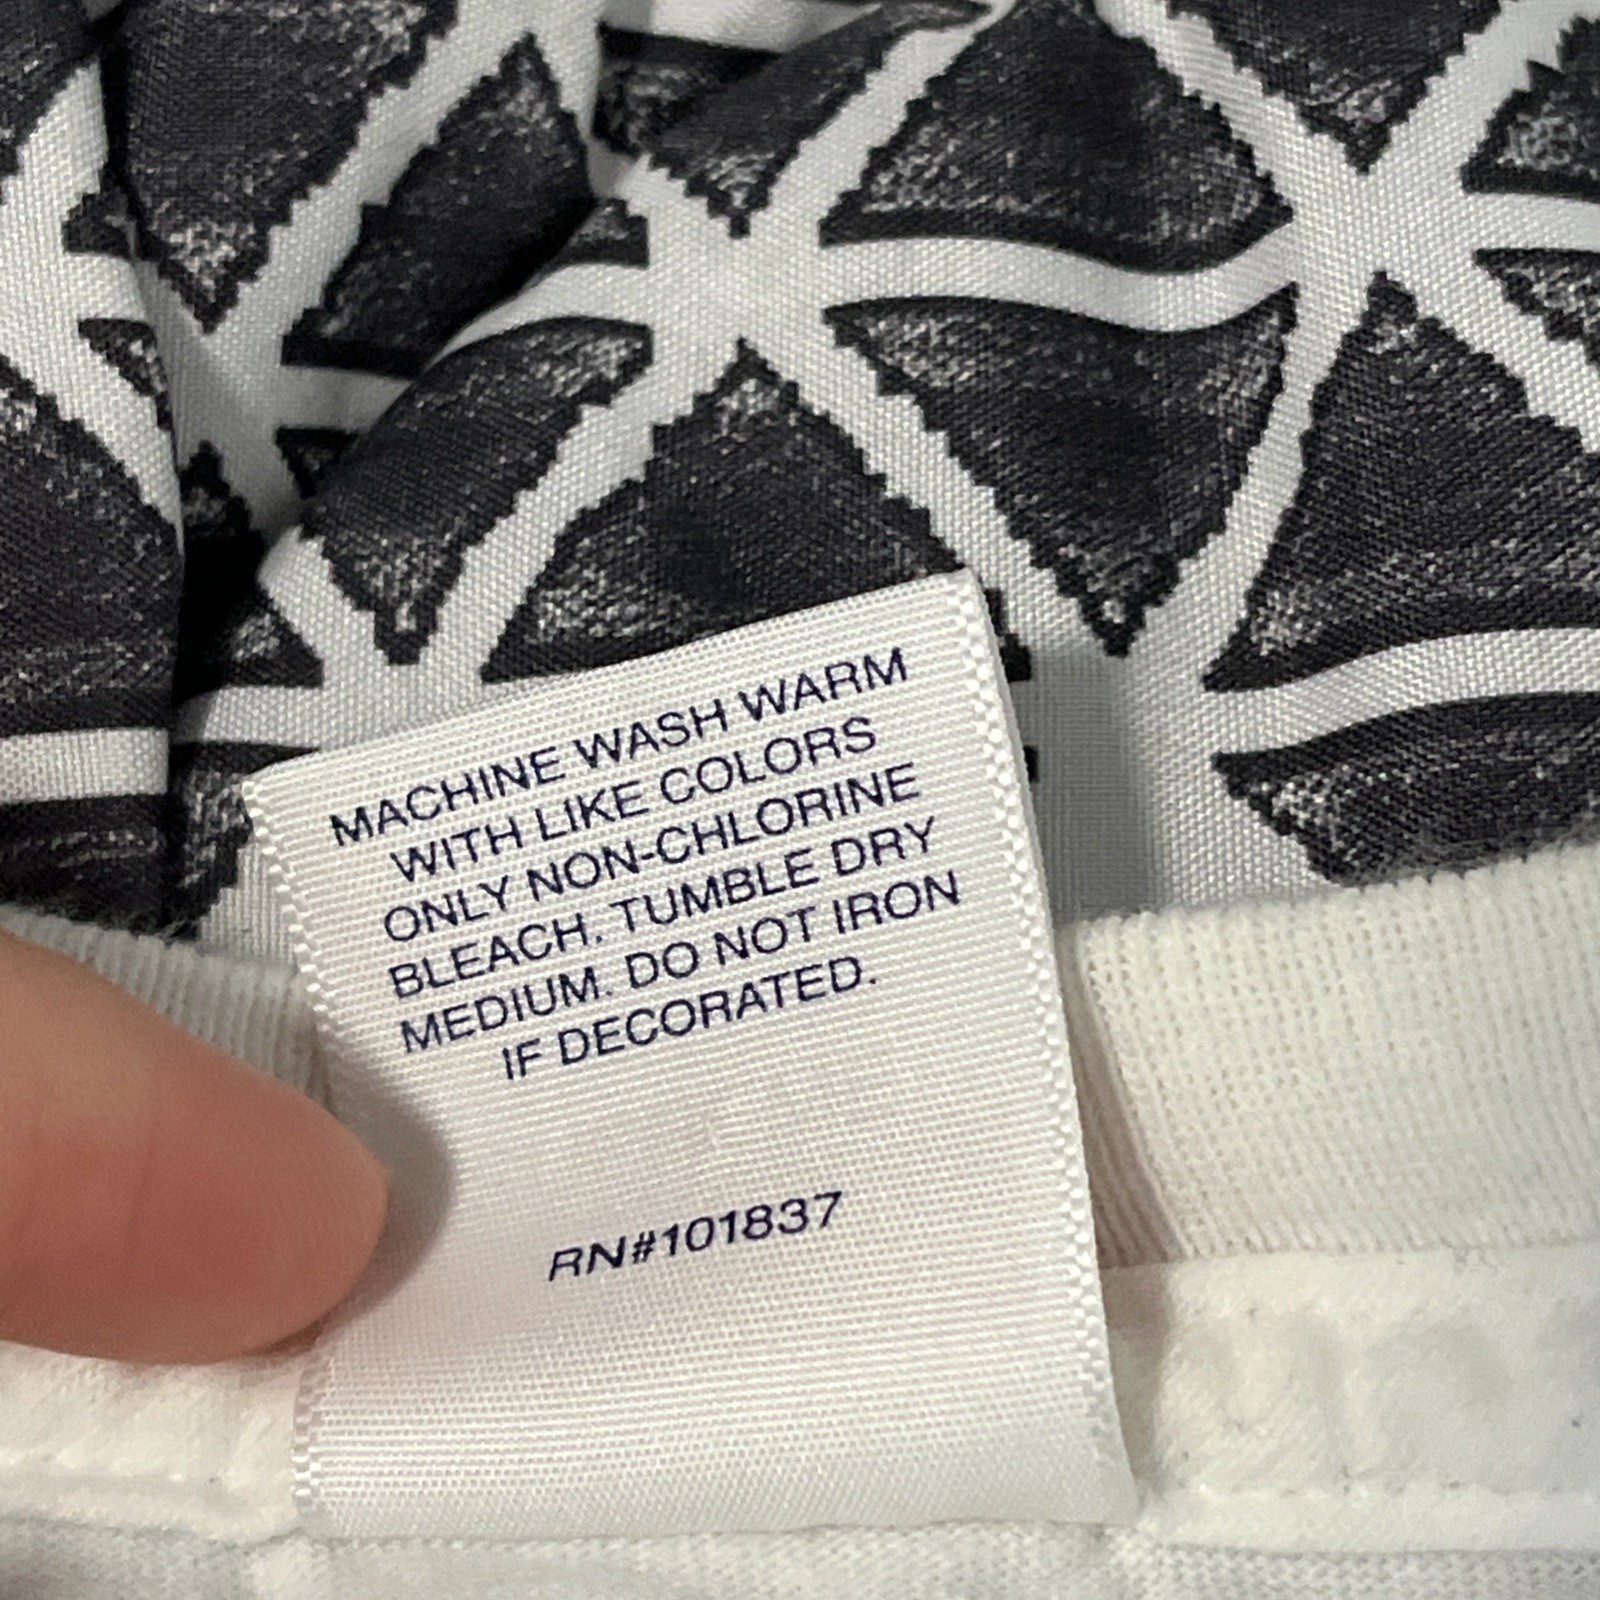 MACHINE WASH WARM
WITH LIKE COLORS
ONLY NON-CHLORINE
BLEACH. TUMBLE DRY
MEDIUM. DO NOT IRON
IF DECORATED.
RN#101837